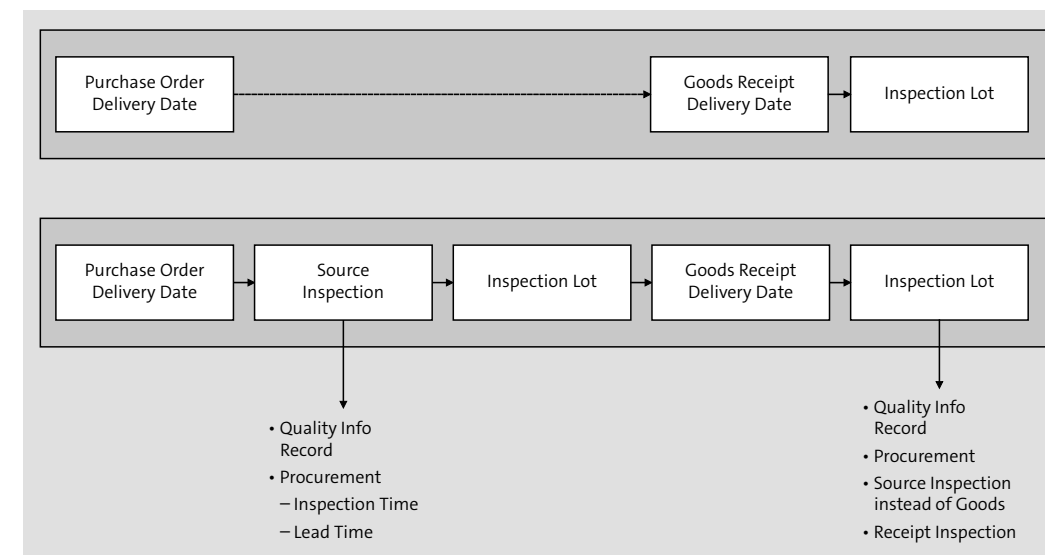 Purchase Order
Delivery Date
Goods Receipt
Delivery Date
Inspection Lot
Purchase Order
Delivery Date
Source
Inspection
Inspection Lot
Goods Receipt
Delivery Date
Inspection Lot
• Quality Info
Record
• Procurement
– Inspection Time
– Lead Time
• Quality Info
Record
• Procurement
• Source Inspection
instead of Goods
• Receipt Inspection